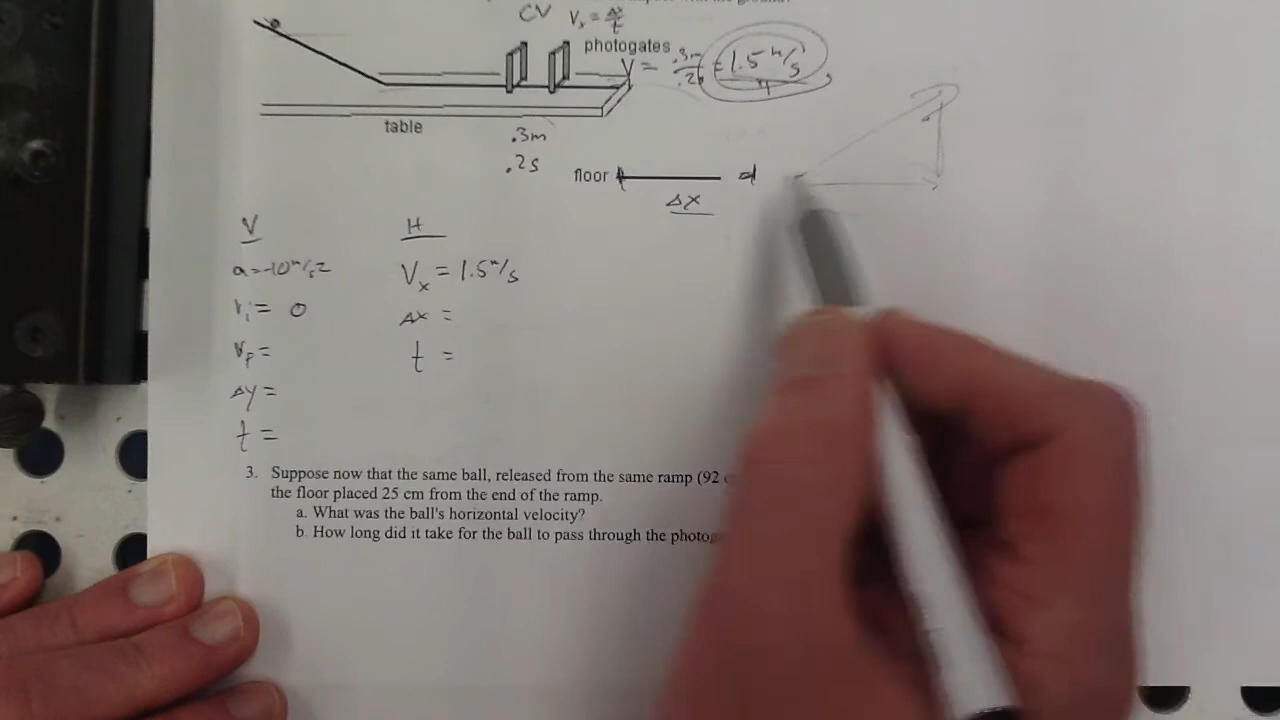 CV Vx = Δx/t
photogates
V = .3m/.2s = 1.5 m/s
table
.3m
.2s
floor
Δx
V H
a = -10 m/s²
Vx = 1.5 m/s
Vi = 0
Δx =
VF =
t =
Δy =
t =
3. Suppose now that the same ball, released from the same ramp (92
the floor placed 25 cm from the end of the ramp.
a. What was the ball's horizontal velocity?
b. How long did it take for the ball to pass through the